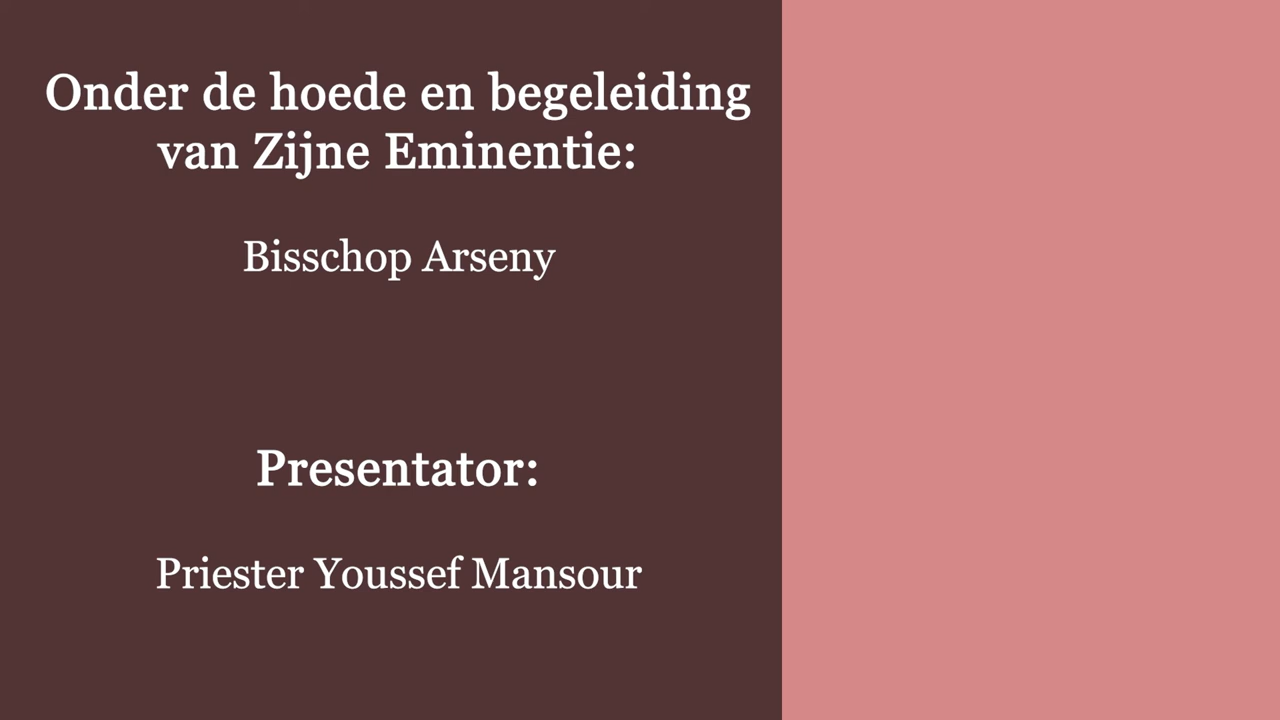 Onder de hoede en begeleiding
van Zijne Eminentie:
Bisschop Arseny
Presentator:
Priester Youssef Mansour